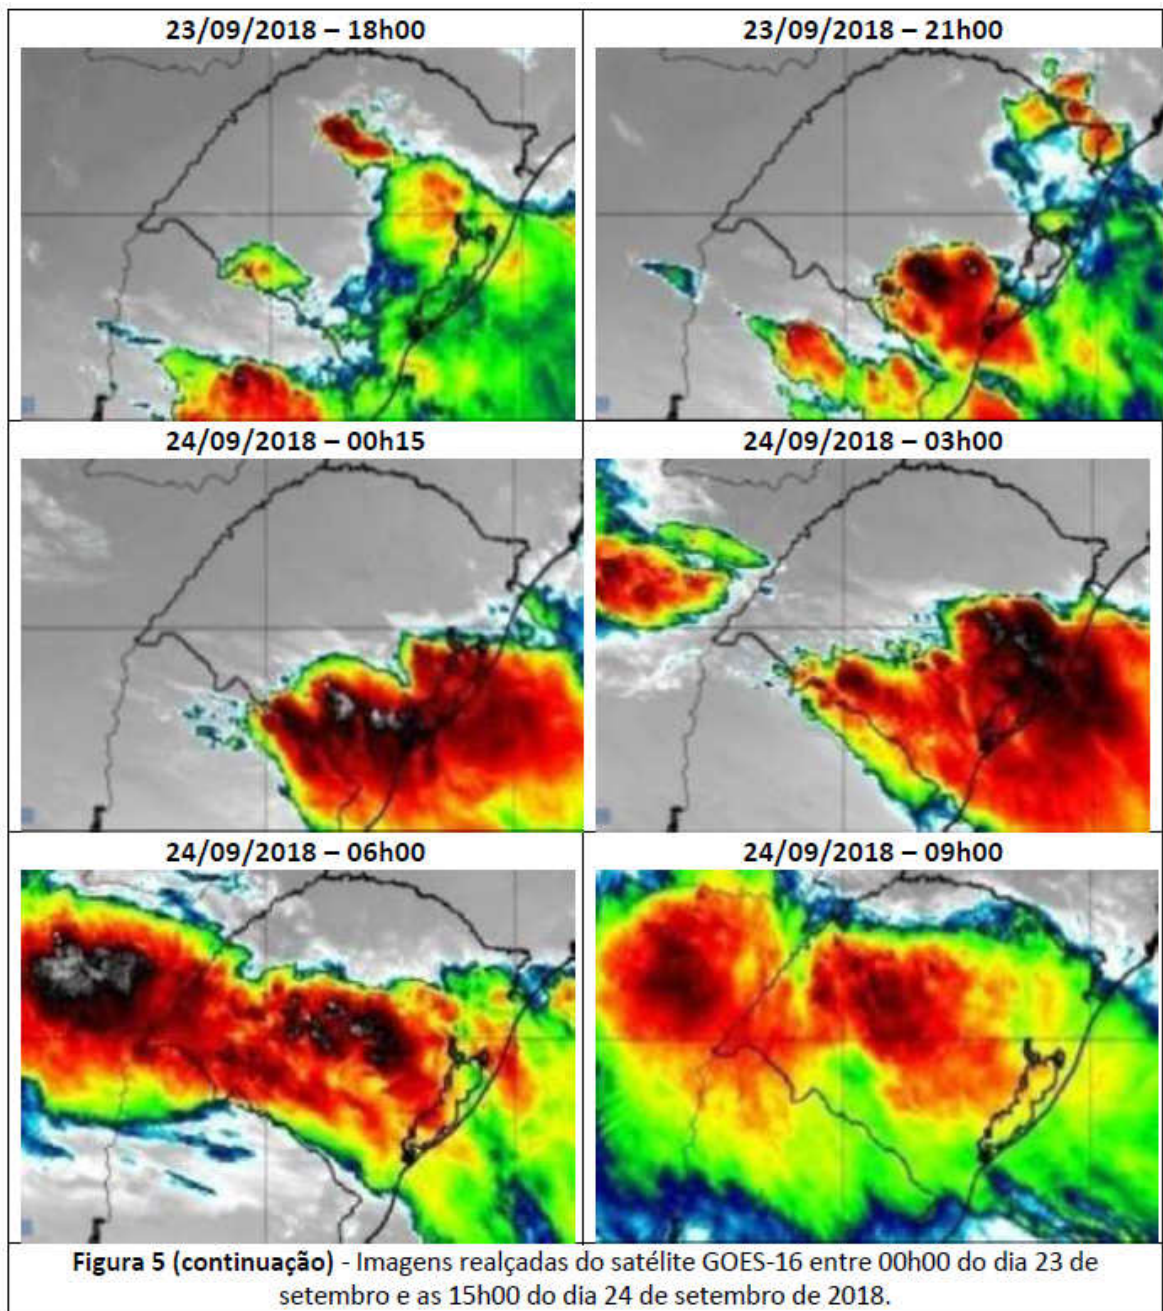 23/09/2018 – 18h00
23/09/2018 – 21h00
24/09/2018 – 00h15
24/09/2018 – 03h00
24/09/2018 – 06h00
24/09/2018 – 09h00
Figura 5 (continuação) - Imagens realçadas do satélite GOES-16 entre 00h00 do dia 23 de
setembro e as 15h00 do dia 24 de setembro de 2018.